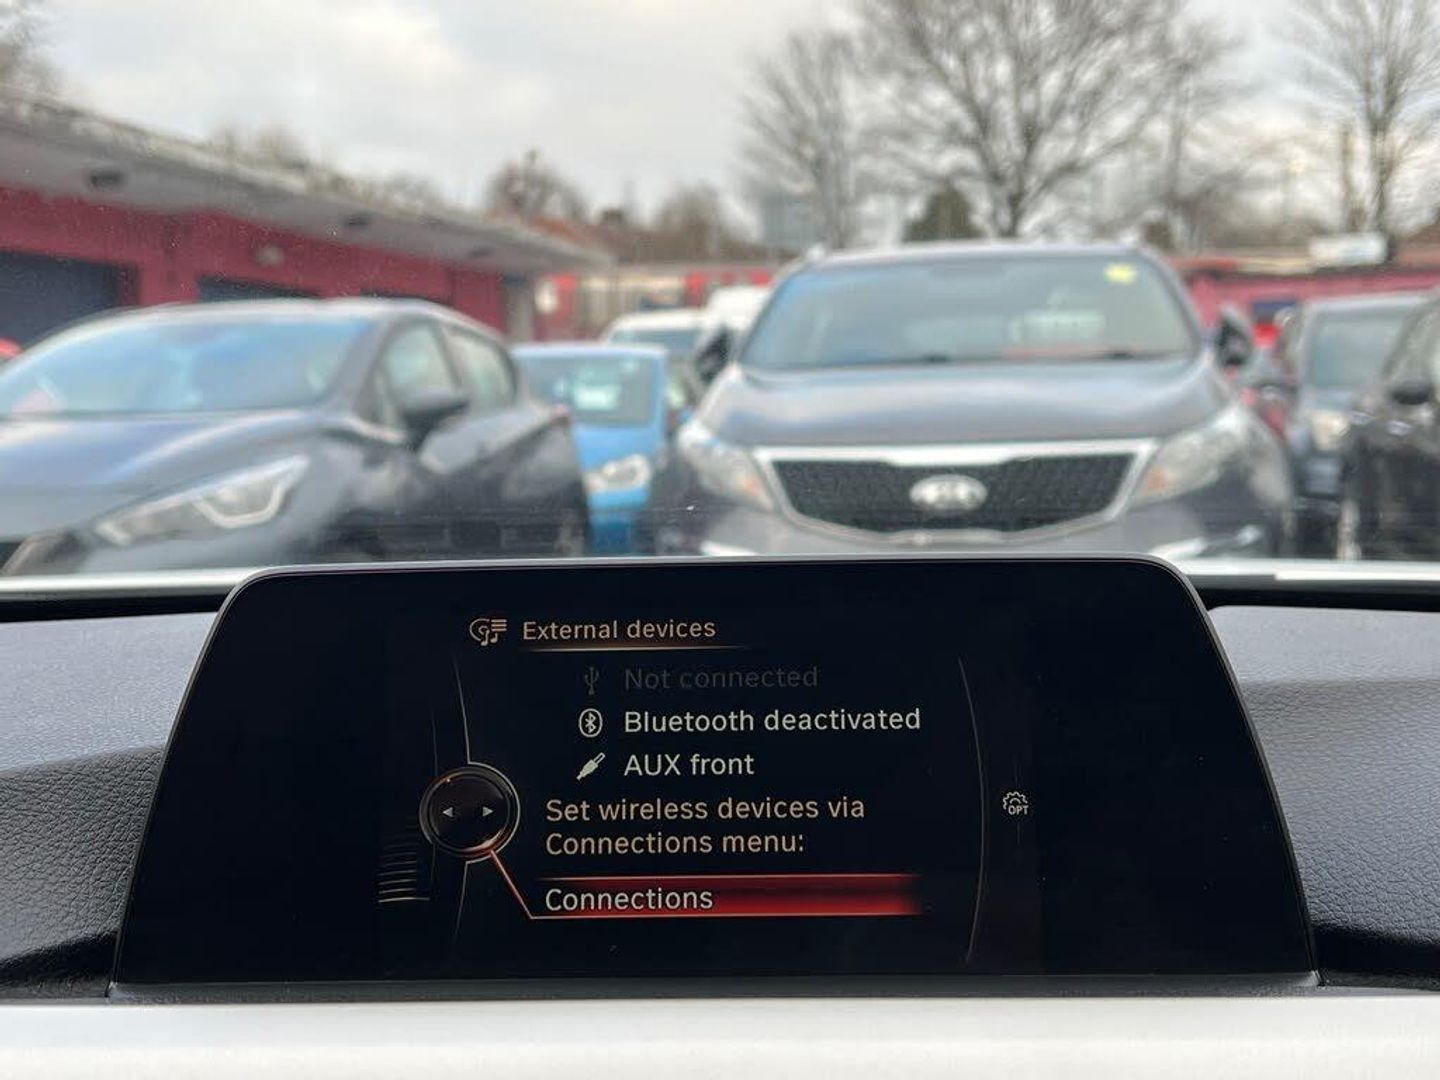 External devices
Not connected
Bluetooth deactivated
AUX front
Set wireless devices via
Connections menu:
Connections
OPT
KIA